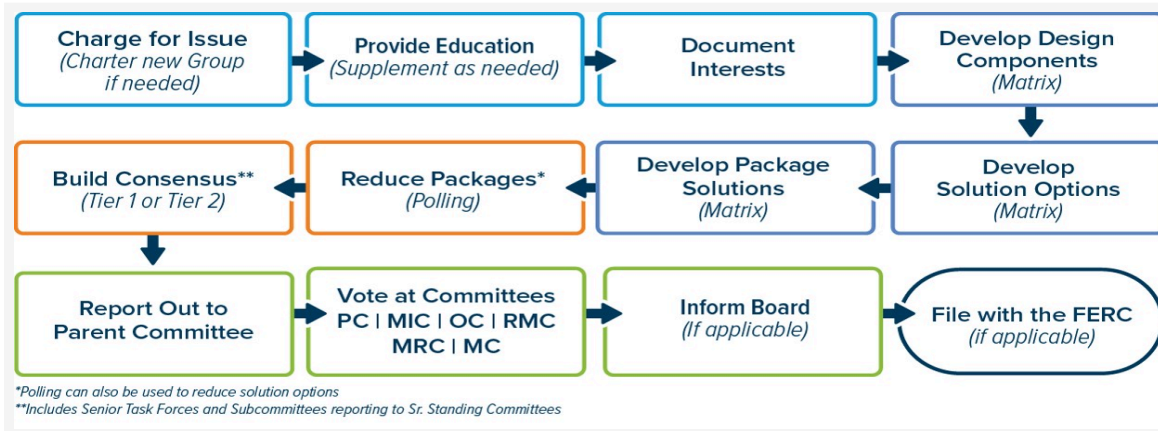 Charge for Issue
(Charter new Group
if needed)
Provide Education
(Supplement as needed)
Document
Interests
Develop Design
Components
(Matrix)
Develop
Solution Options
(Matrix)
Develop Package
Solutions
(Matrix)
Reduce Packages*
(Polling)
Build Consensus**
(Tier 1 or Tier 2)
Report Out to
Parent Committee
Vote at Committees
PC | MIC | OC | RMC
MRC | MC
Inform Board
(If applicable)
File with the FERC
(if applicable)
*Polling can also be used to reduce solution options
**Includes Senior Task Forces and Subcommittees reporting to Sr. Standing Committees